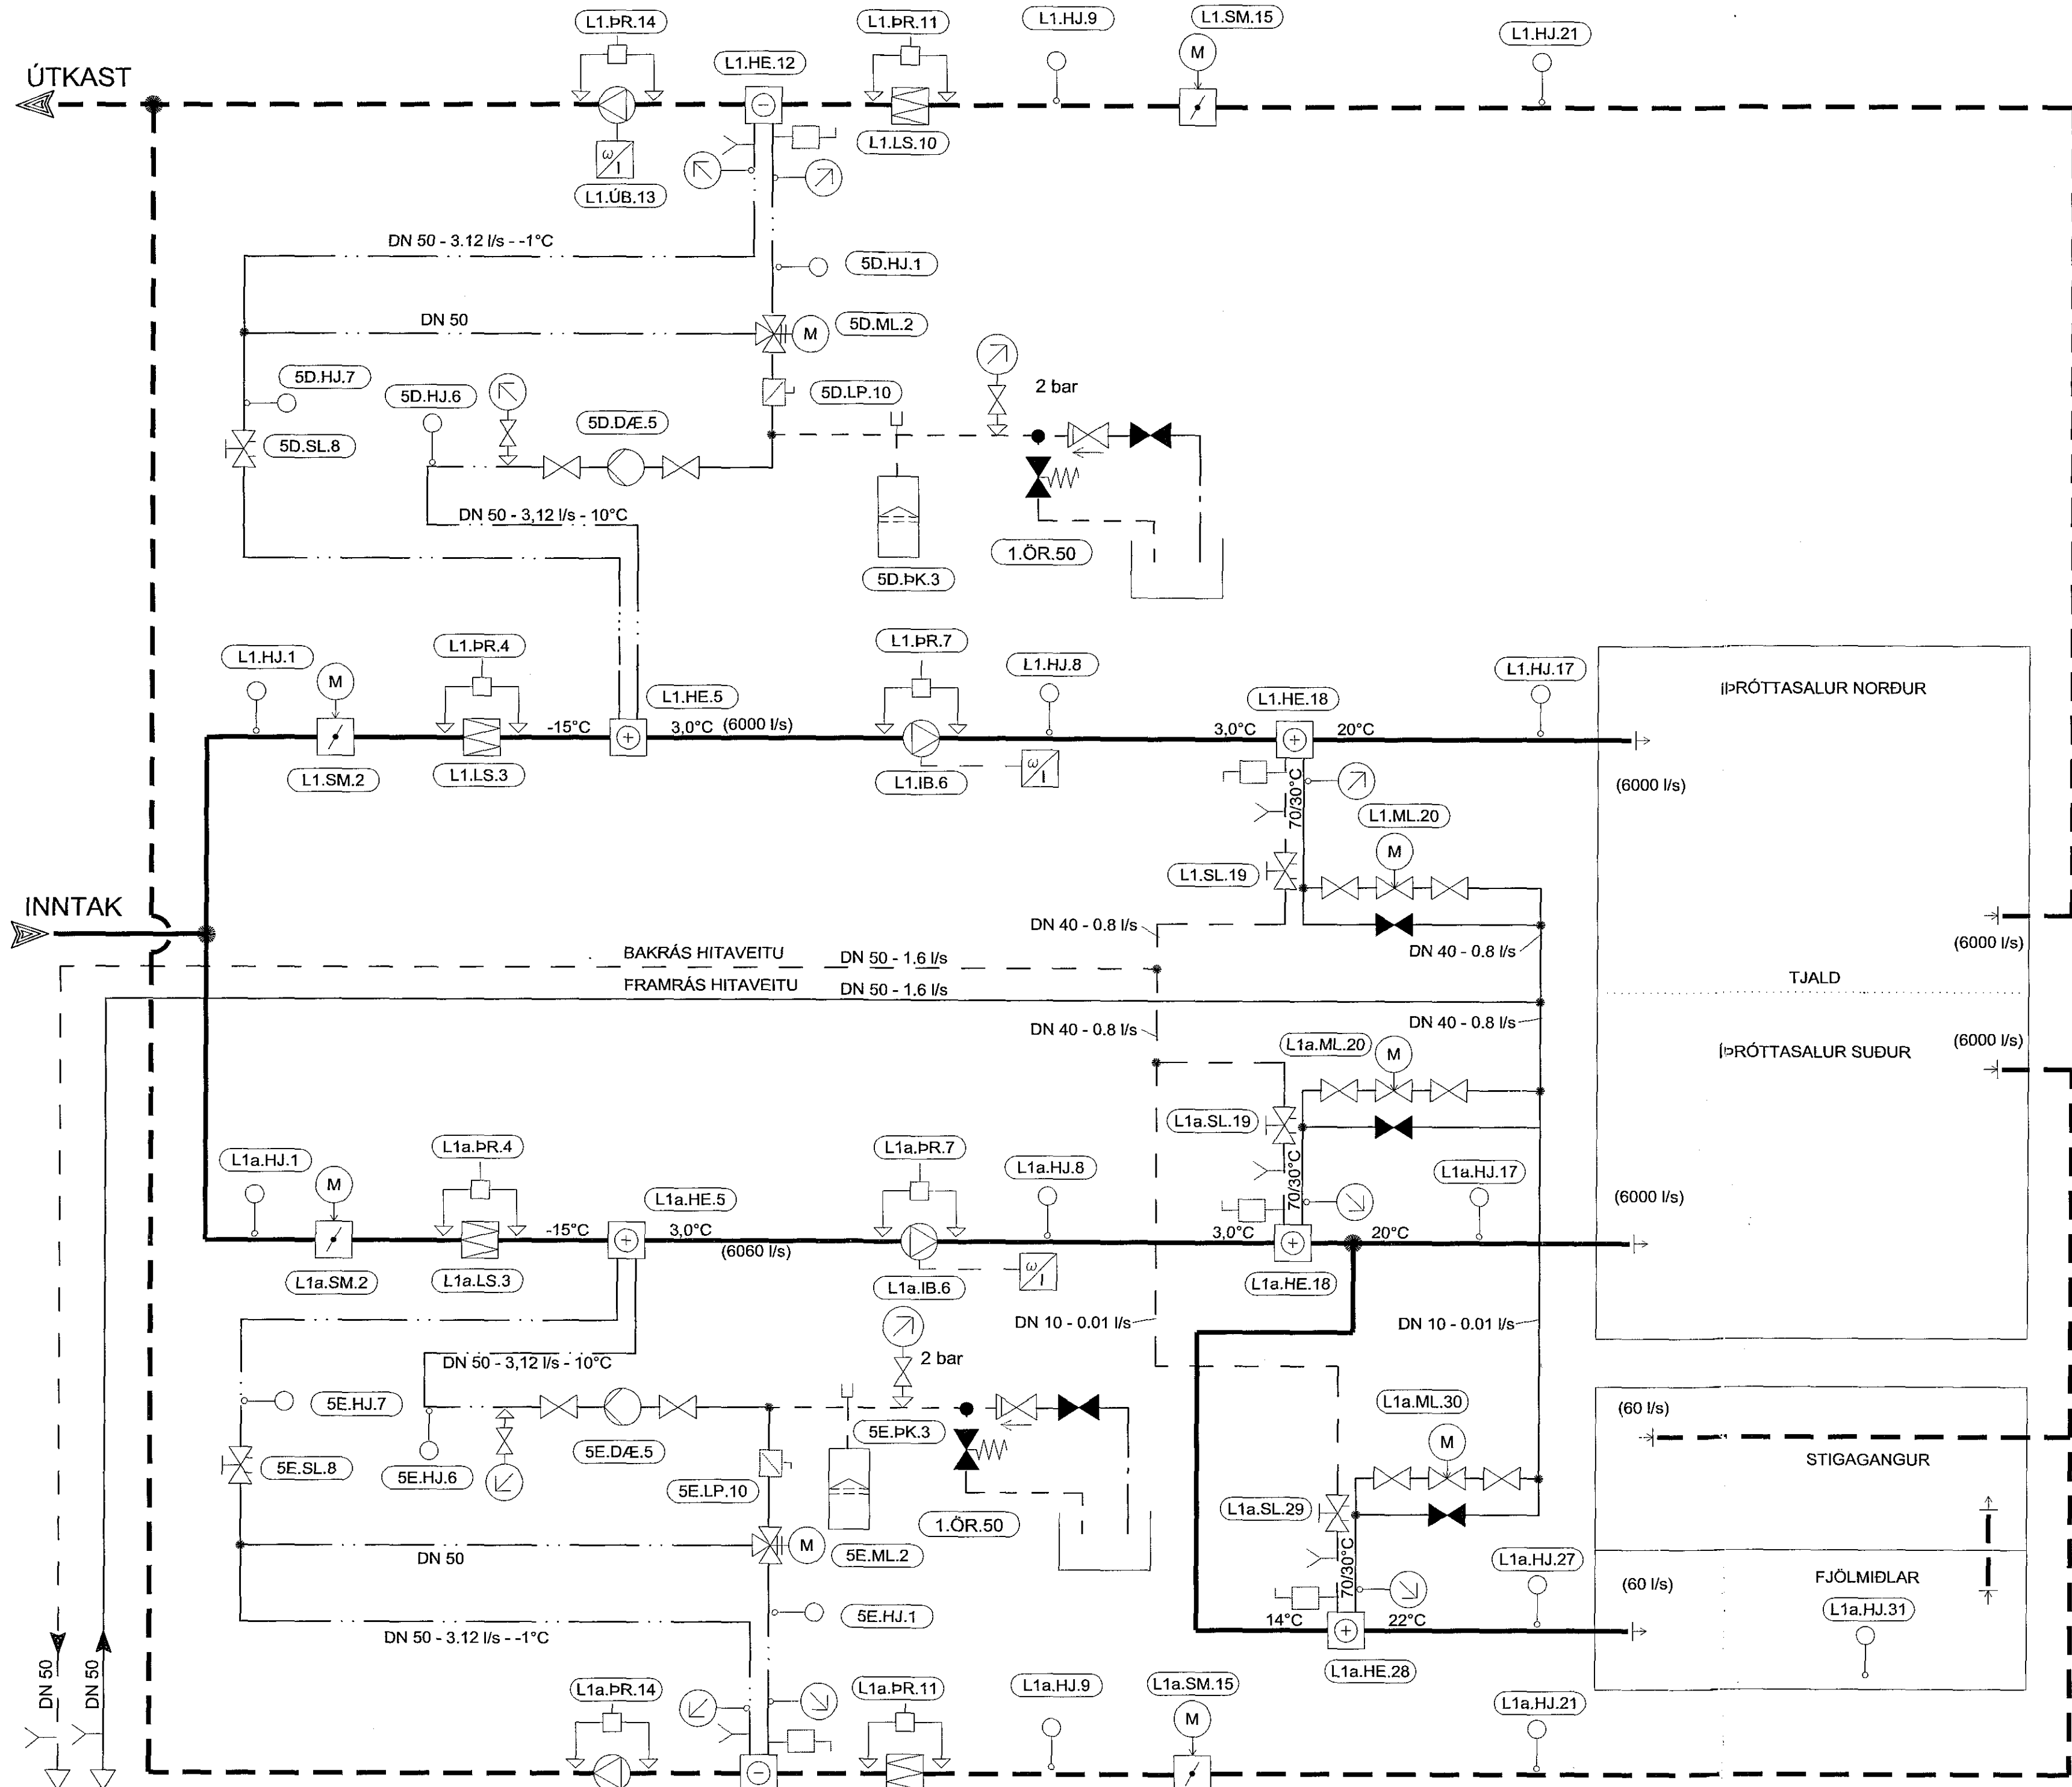 L1.ÞR.14
L1.ÞR.11
L1.HJ.9
L1.SM.15
L1.HJ.21
L1.HE.12
M
ÚTKAST
L1.LS.10
ω/I
L1.ÚB.13
DN 50 - 3.12 l/s - -1°C
5D.HJ.1
DN 50
M
5D.ML.2
5D.HJ.7
5D.HJ.6
5D.LP.10
2 bar
5D.DÆ.5
5D.SL.8
DN 50 - 3,12 l/s - 10°C
1.ÖR.50
5D.ÞK.3
L1.HJ.1
M
L1.ÞR.4
L1.HE.5
L1.ÞR.7
L1.HJ.8
L1.HE.18
L1.HJ.17
ÍÞRÓTTASALUR NORÐUR
-15°C
3,0°C
(6000 l/s)
3,0°C
20°C
L1.SM.2
L1.LS.3
L1.IB.6
ω/I
70/30°C
(6000 l/s)
L1.ML.20
M
L1.SL.19
INNTAK
DN 40 - 0.8 l/s
DN 40 - 0.8 l/s
(6000 l/s)
BAKRÁS HITAVEITU
DN 50 - 1.6 l/s
TJALD
FRAMRÁS HITAVEITU
DN 50 - 1.6 l/s
DN 40 - 0.8 l/s
DN 40 - 0.8 l/s
L1a.ML.20
M
ÍÞRÓTTASALUR SUÐUR
(6000 l/s)
L1a.SL.19
L1a.HJ.1
M
L1a.ÞR.4
L1a.HE.5
L1a.ÞR.7
L1a.HJ.8
70/30°C
L1a.HJ.17
(6000 l/s)
-15°C
3,0°C
(6060 l/s)
3,0°C
20°C
L1a.SM.2
L1a.LS.3
L1a.IB.6
ω/I
L1a.HE.18
DN 10 - 0.01 l/s
DN 10 - 0.01 l/s
DN 50 - 3,12 l/s - 10°C
2 bar
5E.HJ.7
5E.ÞK.3
L1a.ML.30
M
(60 l/s)
STIGAGANGUR
5E.SL.8
5E.HJ.6
5E.DÆ.5
5E.LP.10
1.ÖR.50
L1a.SL.29
DN 50
M
5E.ML.2
70/30°C
L1a.HJ.27
(60 l/s)
FJÖLMIÐLAR
L1a.HJ.31
5E.HJ.1
DN 50 - 3.12 l/s - -1°C
14°C
22°C
L1a.HE.28
DN 50
DN 50
L1a.ÞR.14
L1a.ÞR.11
L1a.HJ.9
L1a.SM.15
M
L1a.HJ.21